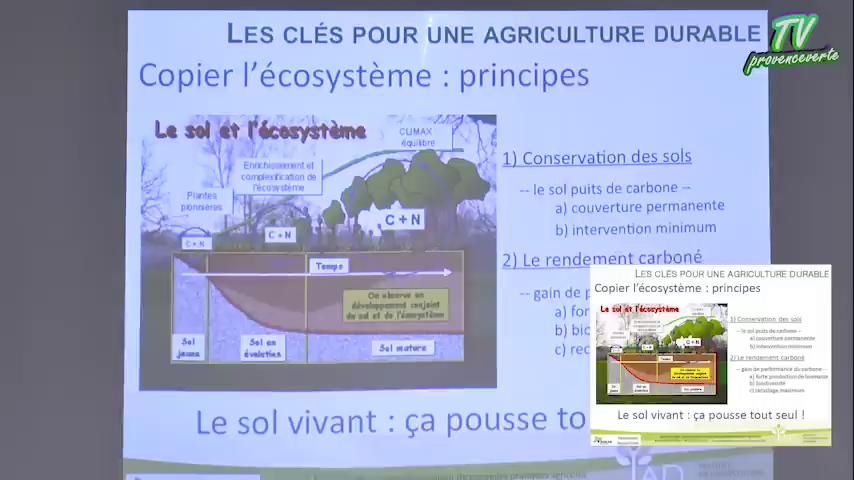 LES CLÉS POUR UNE AGRICULTURE DURABLE
TV
provenceverte
Copier l'écosystème : principes
Le sol et l'écosystème
CLIMAX
équilibre
Enrichissement et
complexification de
l'écosystème
Plantes
pionnières
C + N
C + N
C + N
Temps
On observe un
développement conjoint
du sol et de l'écosystème
Sol
jeune
Sol en
évolution
Sol mature
1) Conservation des sols
-- le sol puits de carbone --
a) couverture permanente
b) intervention minimum
2) Le rendement carboné
-- gain de p
a) for
b) bio
c) rec
Le sol vivant : ça pousse to
LES CLÉS POUR UNE AGRICULTURE DURABLE
Copier l'écosystème : principes
Le sol et l'écosystème
C + N
Temps
1) Conservation des sols
-- le sol puits de carbone --
a) couverture permanente
b) intervention minimum
2) Le rendement carboné
-- gain de performance du carbone --
a) forte production de biomasse
b) biodiversité
c) recyclage maximum
Le sol vivant : ça pousse tout seul !